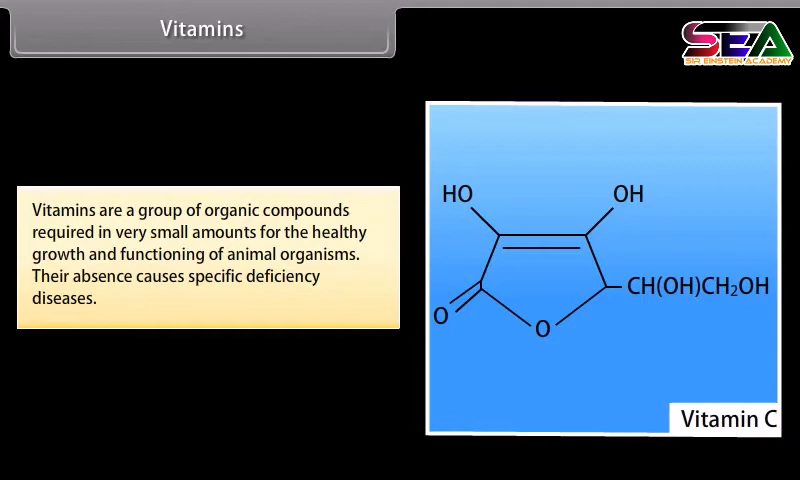 Vitamins
SEA
SIR EINSTEIN ACADEMY
Vitamins are a group of organic compounds
required in very small amounts for the healthy
growth and functioning of animal organisms.
Their absence causes specific deficiency
diseases.
HO
OH
CH(OH)CH₂OH
O
O
Vitamin C